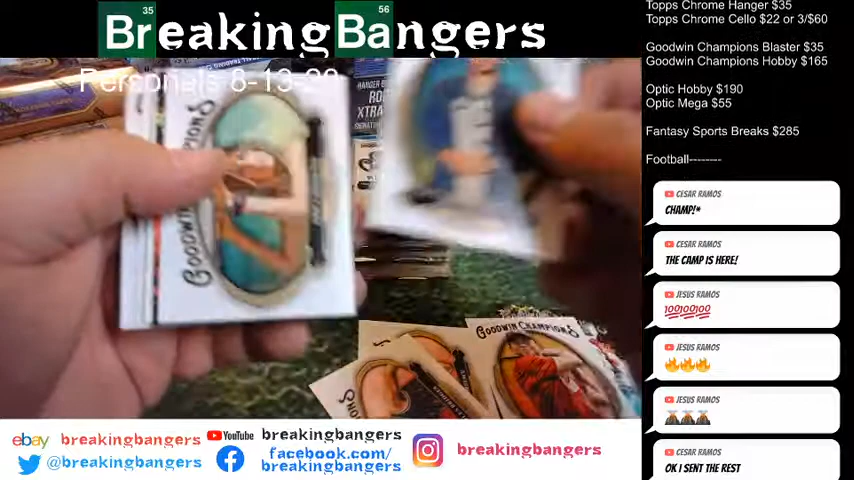 35
56
BreakingBangers
Personals 8-13-20
GOODWIN CHAMPIONS
HANGER B
RO
XTRA
GOODWIN CHAMPIONS
Topps Chrome Hanger $35
Topps Chrome Cello $22 or 3/$60
Goodwin Champions Blaster $35
Goodwin Champions Hobby $165
Optic Hobby $190
Optic Mega $55
Fantasy Sports Breaks $285
Football--------
CESAR RAMOS
CHAMP!*
CESAR RAMOS
THE CAMP IS HERE!
JESUS RAMOS
100100100
JESUS RAMOS
JESUS RAMOS
CESAR RAMOS
OK I SENT THE REST
ebay breakingbangers
YouTube breakingbangers
@breakingbangers
facebook.com/
breakingbangers
breakingbangers